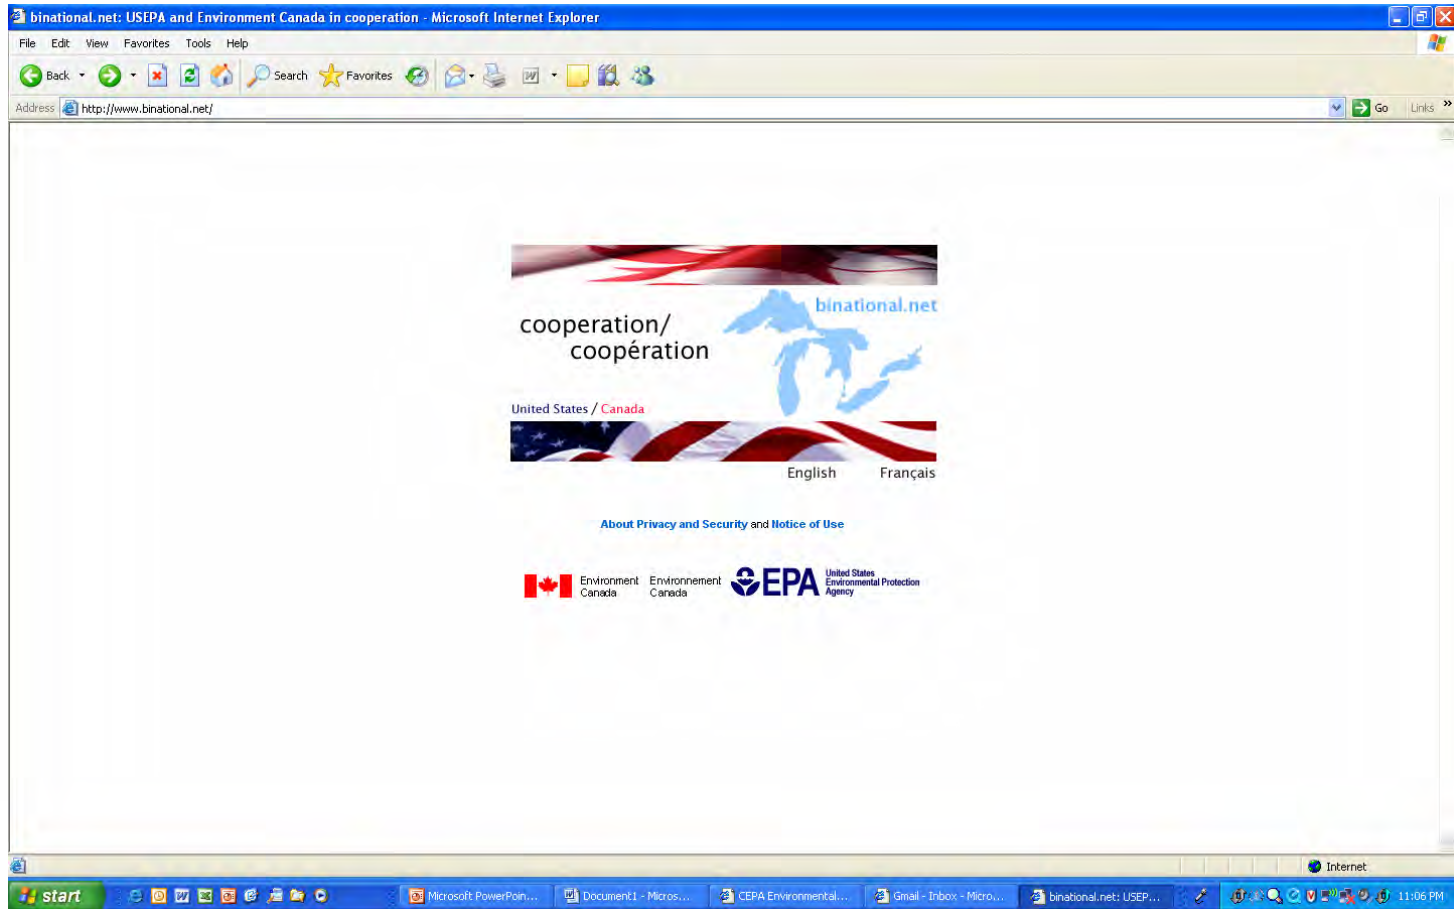 binational.net: USEPA and Environment Canada in cooperation - Microsoft Internet Explorer
File Edit View Favorites Tools Help
Back Search Favorites
Address http://www.binational.net/ Go Links »
binational.net
cooperation/
coopération
United States / Canada
English Français
About Privacy and Security and Notice of Use
Environment Canada
Environnement Canada
EPA
United States
Environmental Protection
Agency
Internet
start Microsoft PowerPoin... Document1 - Micros... CEPA Environmental... Gmail - Inbox - Micro... binational.net: USEP... 11:06 PM